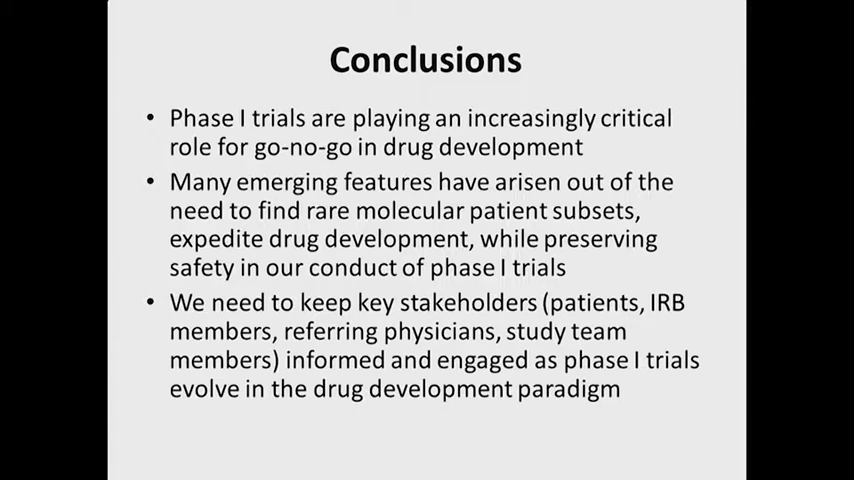 Conclusions
• Phase I trials are playing an increasingly critical
role for go-no-go in drug development
• Many emerging features have arisen out of the
need to find rare molecular patient subsets,
expedite drug development, while preserving
safety in our conduct of phase I trials
• We need to keep key stakeholders (patients, IRB
members, referring physicians, study team
members) informed and engaged as phase I trials
evolve in the drug development paradigm